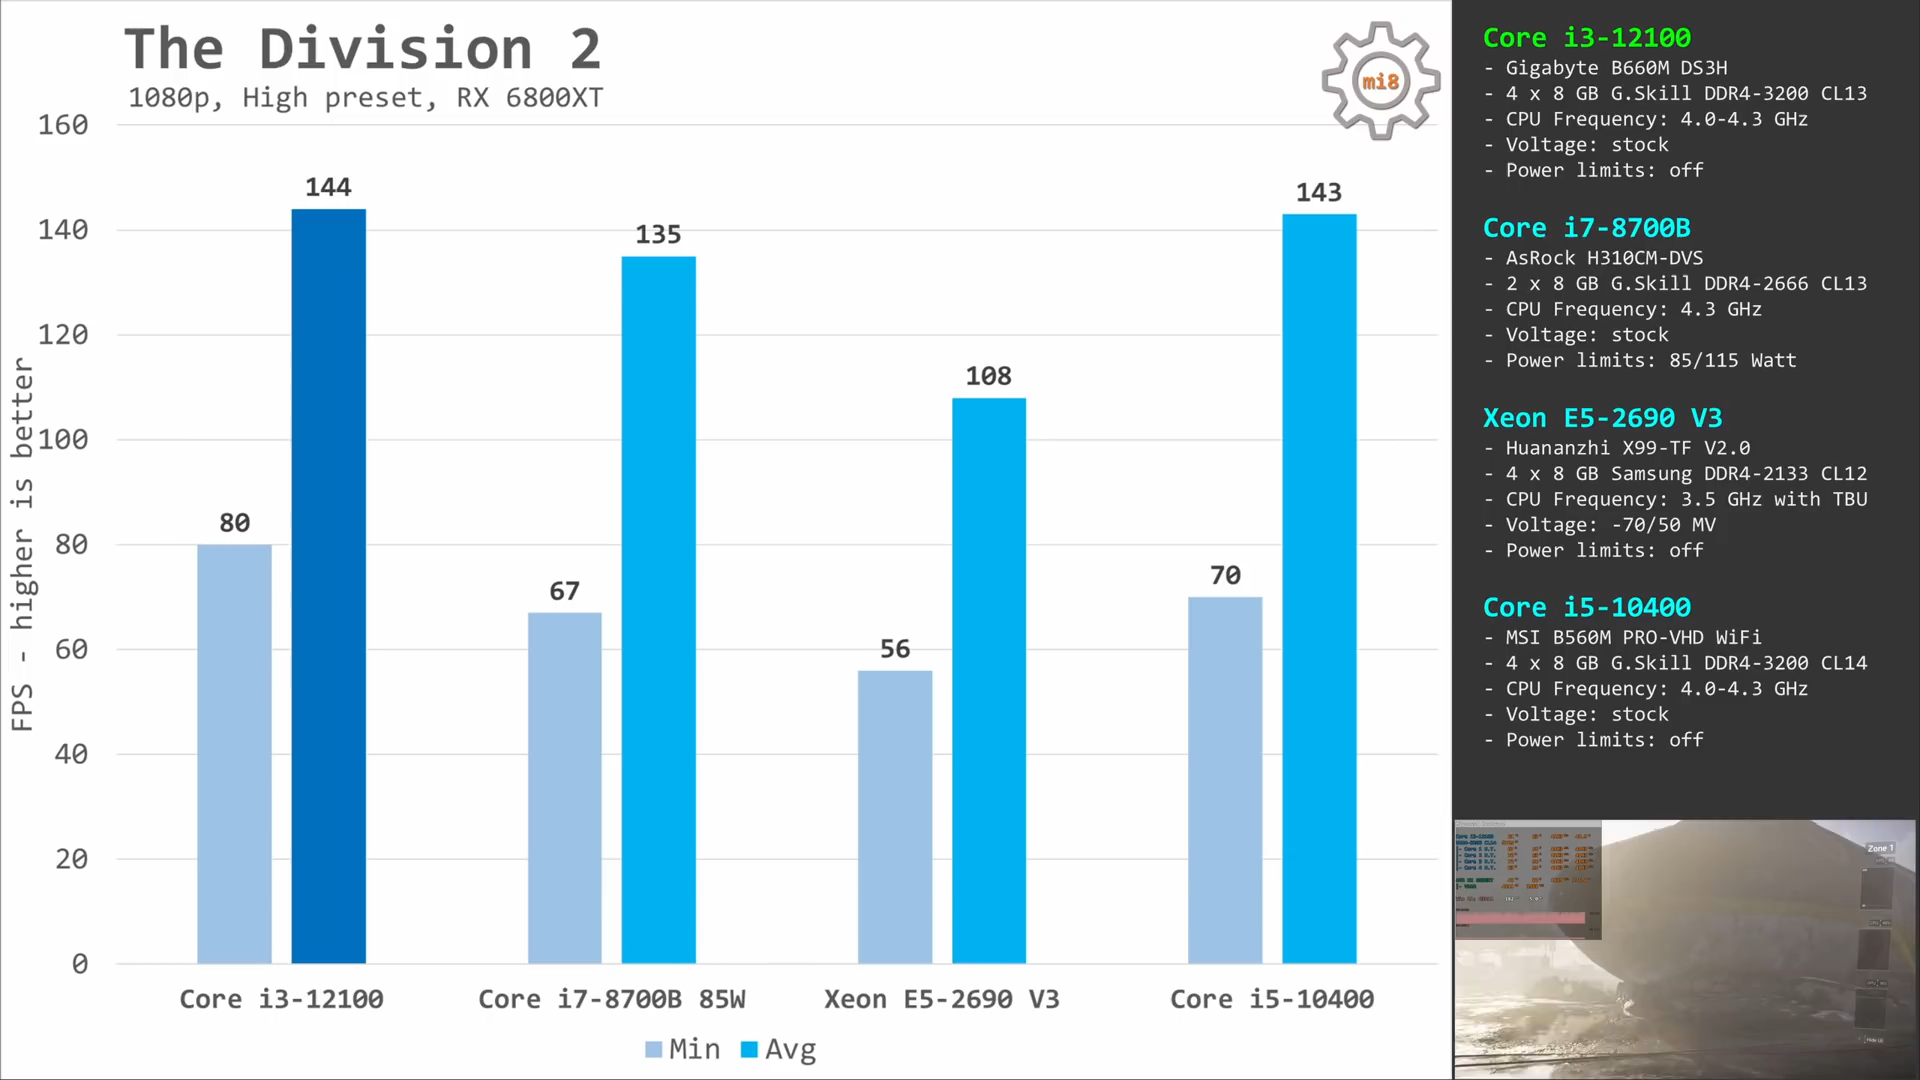 The Division 2
1080p, High preset, RX 6800XT
mi8
FPS - higher is better
160
140
120
100
80
60
40
20
0
80
144
67
135
56
108
70
143
Core i3-12100
Core i7-8700B 85W
Xeon E5-2690 V3
Core i5-10400
Min
Avg
Core i3-12100
- Gigabyte B660M DS3H
- 4 x 8 GB G.Skill DDR4-3200 CL13
- CPU Frequency: 4.0-4.3 GHz
- Voltage: stock
- Power limits: off
Core i7-8700B
- AsRock H310CM-DVS
- 2 x 8 GB G.Skill DDR4-2666 CL13
- CPU Frequency: 4.3 GHz
- Voltage: stock
- Power limits: 85/115 Watt
Xeon E5-2690 V3
- Huananzhi X99-TF V2.0
- 4 x 8 GB Samsung DDR4-2133 CL12
- CPU Frequency: 3.5 GHz with TBU
- Voltage: -70/50 MV
- Power limits: off
Core i5-10400
- MSI B560M PRO-VHD WiFi
- 4 x 8 GB G.Skill DDR4-3200 CL14
- CPU Frequency: 4.0-4.3 GHz
- Voltage: stock
- Power limits: off
Zone 1